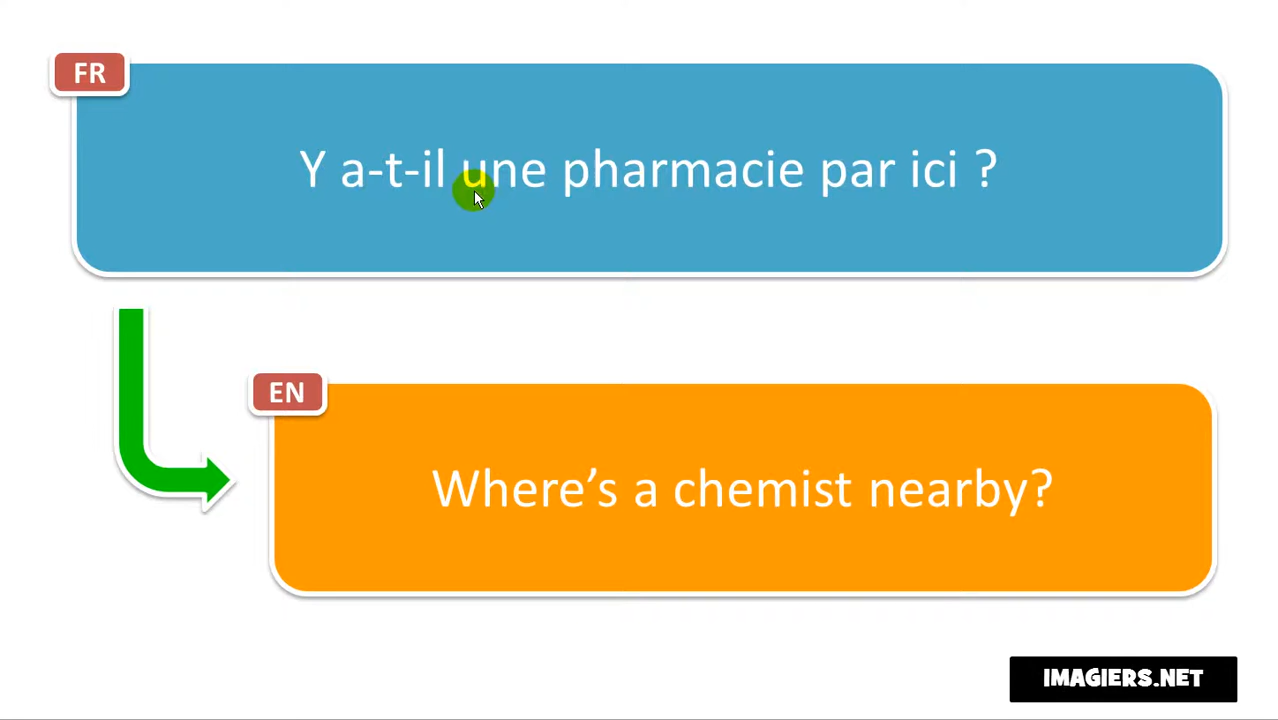 FR
Y a-t-il une pharmacie par ici ?
EN
Where’s a chemist nearby?
IMAGIERS.NET